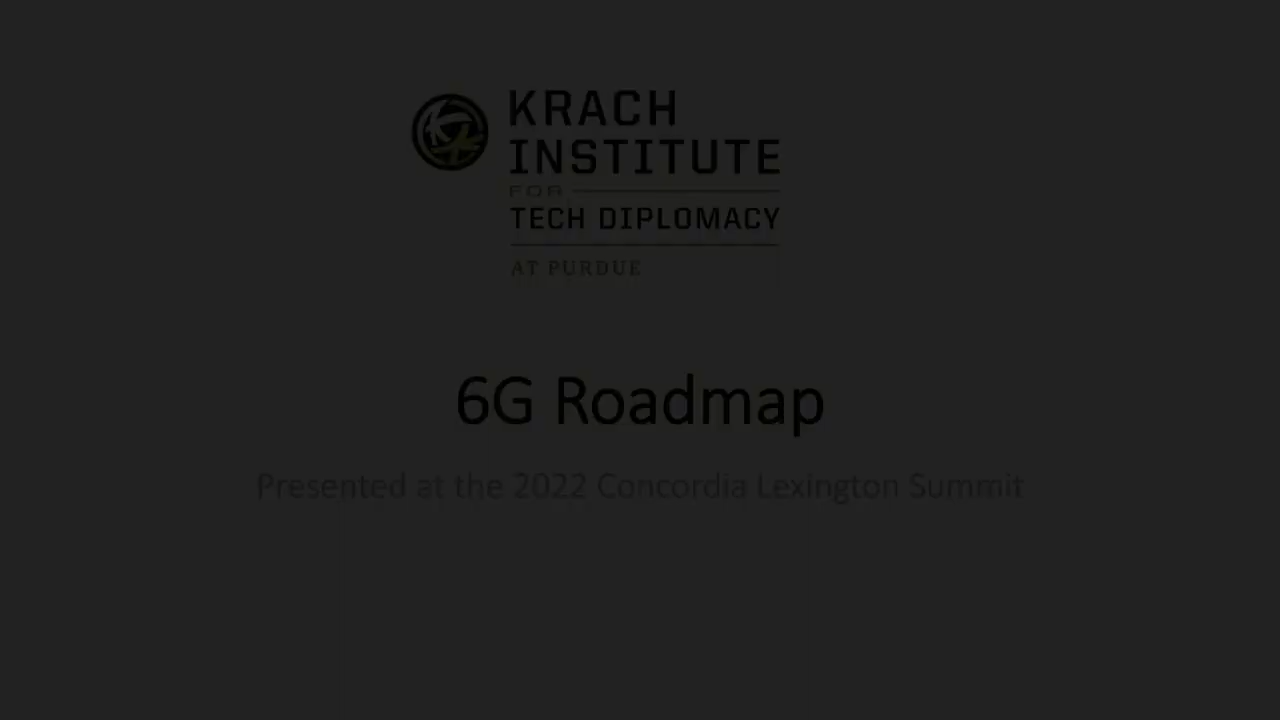 KRACH
INSTITUTE
FOR
TECH DIPLOMACY
AT PURDUE
6G Roadmap
Presented at the 2022 Concordia Lexington Summit